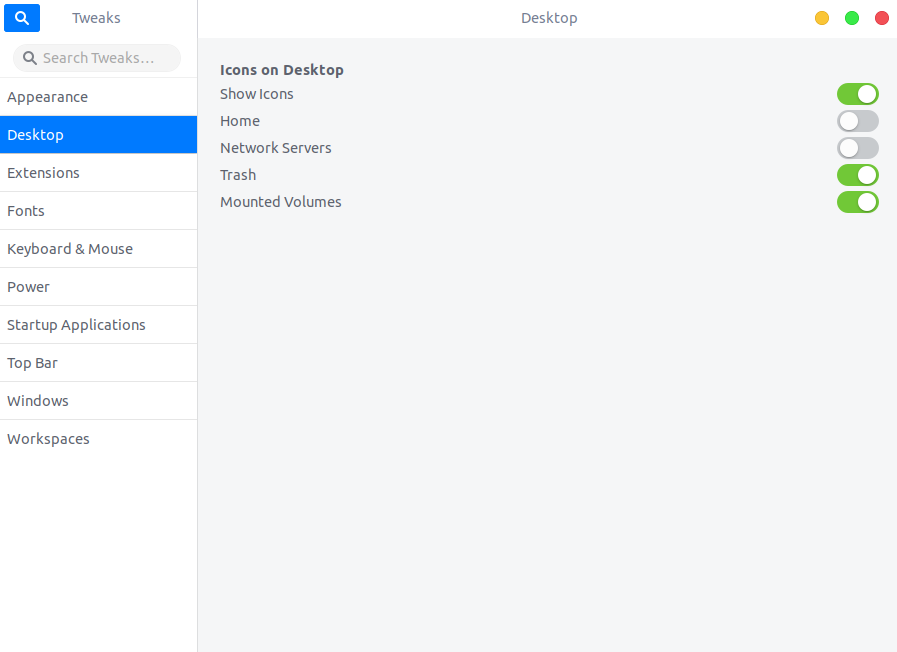 Tweaks
Desktop
Search Tweaks...
Appearance
Desktop
Extensions
Fonts
Keyboard & Mouse
Power
Startup Applications
Top Bar
Windows
Workspaces
Icons on Desktop
Show Icons
Home
Network Servers
Trash
Mounted Volumes